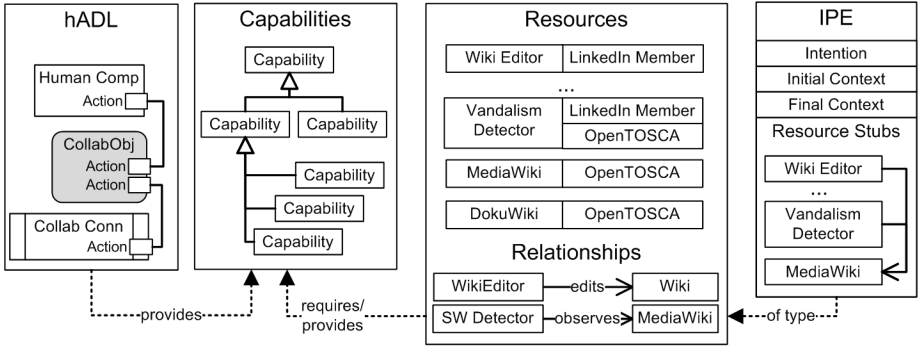 hADL
Human Comp
Action
CollabObj
Action
Action
Collab Conn
Action
provides
Capabilities
Capability
Capability
Capability
Capability
Capability
Capability
requires/
provides
Resources
Wiki Editor
LinkedIn Member
...
Vandalism
Detector
LinkedIn Member
OpenTOSCA
MediaWiki
OpenTOSCA
DokuWiki
OpenTOSCA
Relationships
WikiEditor
edits
Wiki
SW Detector
observes
MediaWiki
IPE
Intention
Initial Context
Final Context
Resource Stubs
Wiki Editor
...
Vandalism
Detector
MediaWiki
of type